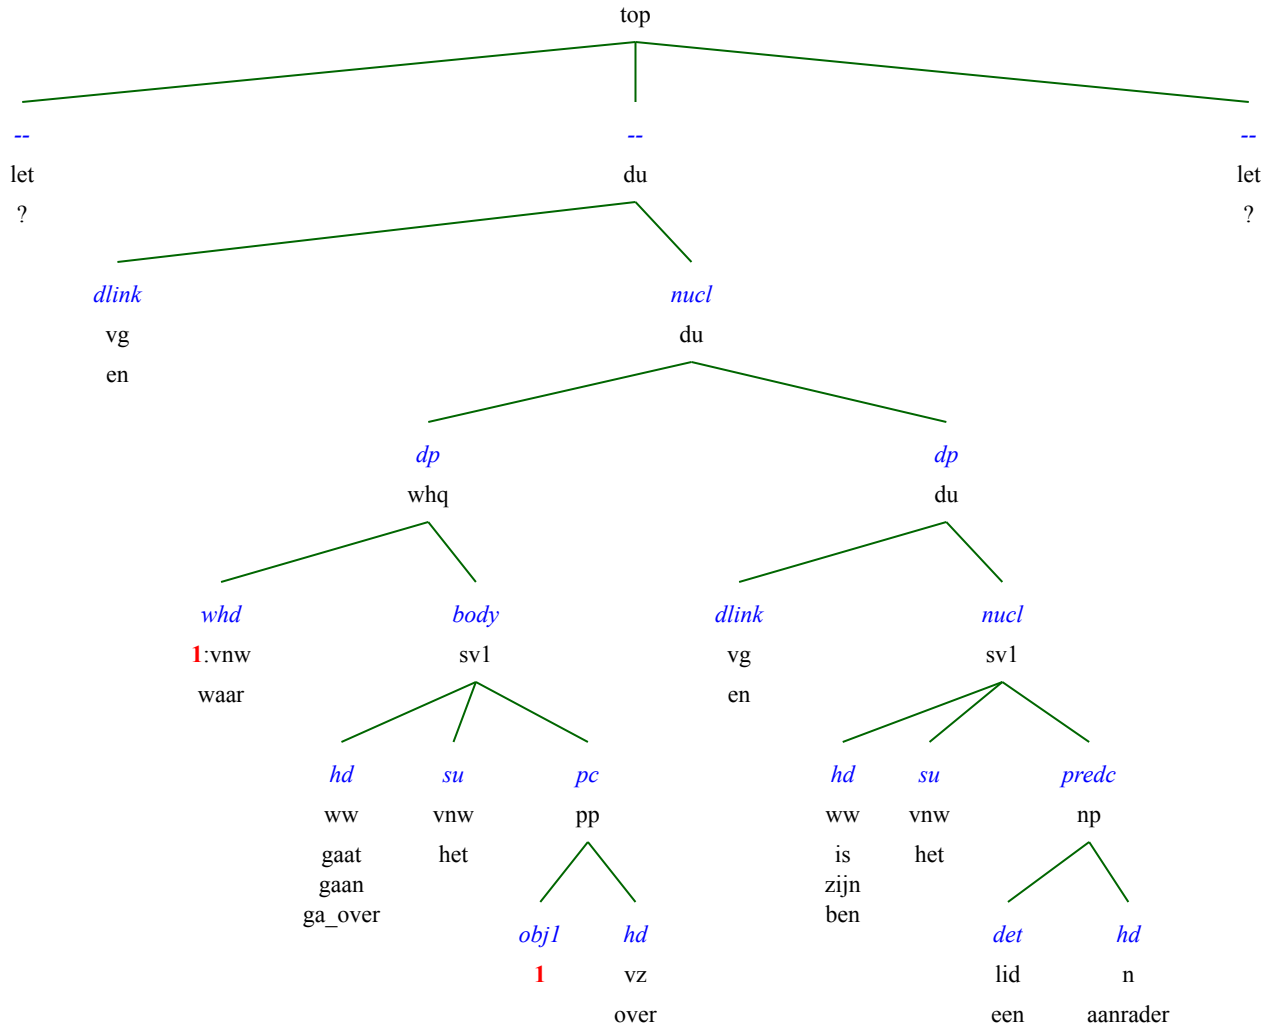 top
-- -- --
let du let
? ?
dlink nucl
vg du
en
dp dp
whq du
whd body dlink nucl
1:vnw sv1 vg sv1
waar en
hd su pc hd su predc
ww vnw pp ww vnw np
gaat het is het
gaan zijn
ga_over ben
obj1 hd det hd
1 vz lid n
over een aanrader